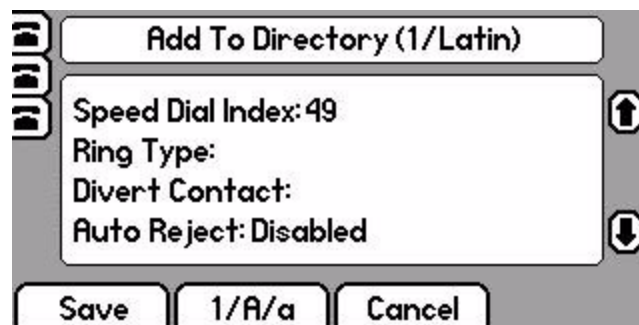 Add To Directory (1/Latin)
Speed Dial Index: 49
Ring Type:
Divert Contact:
Auto Reject: Disabled
Save 1/A/a Cancel